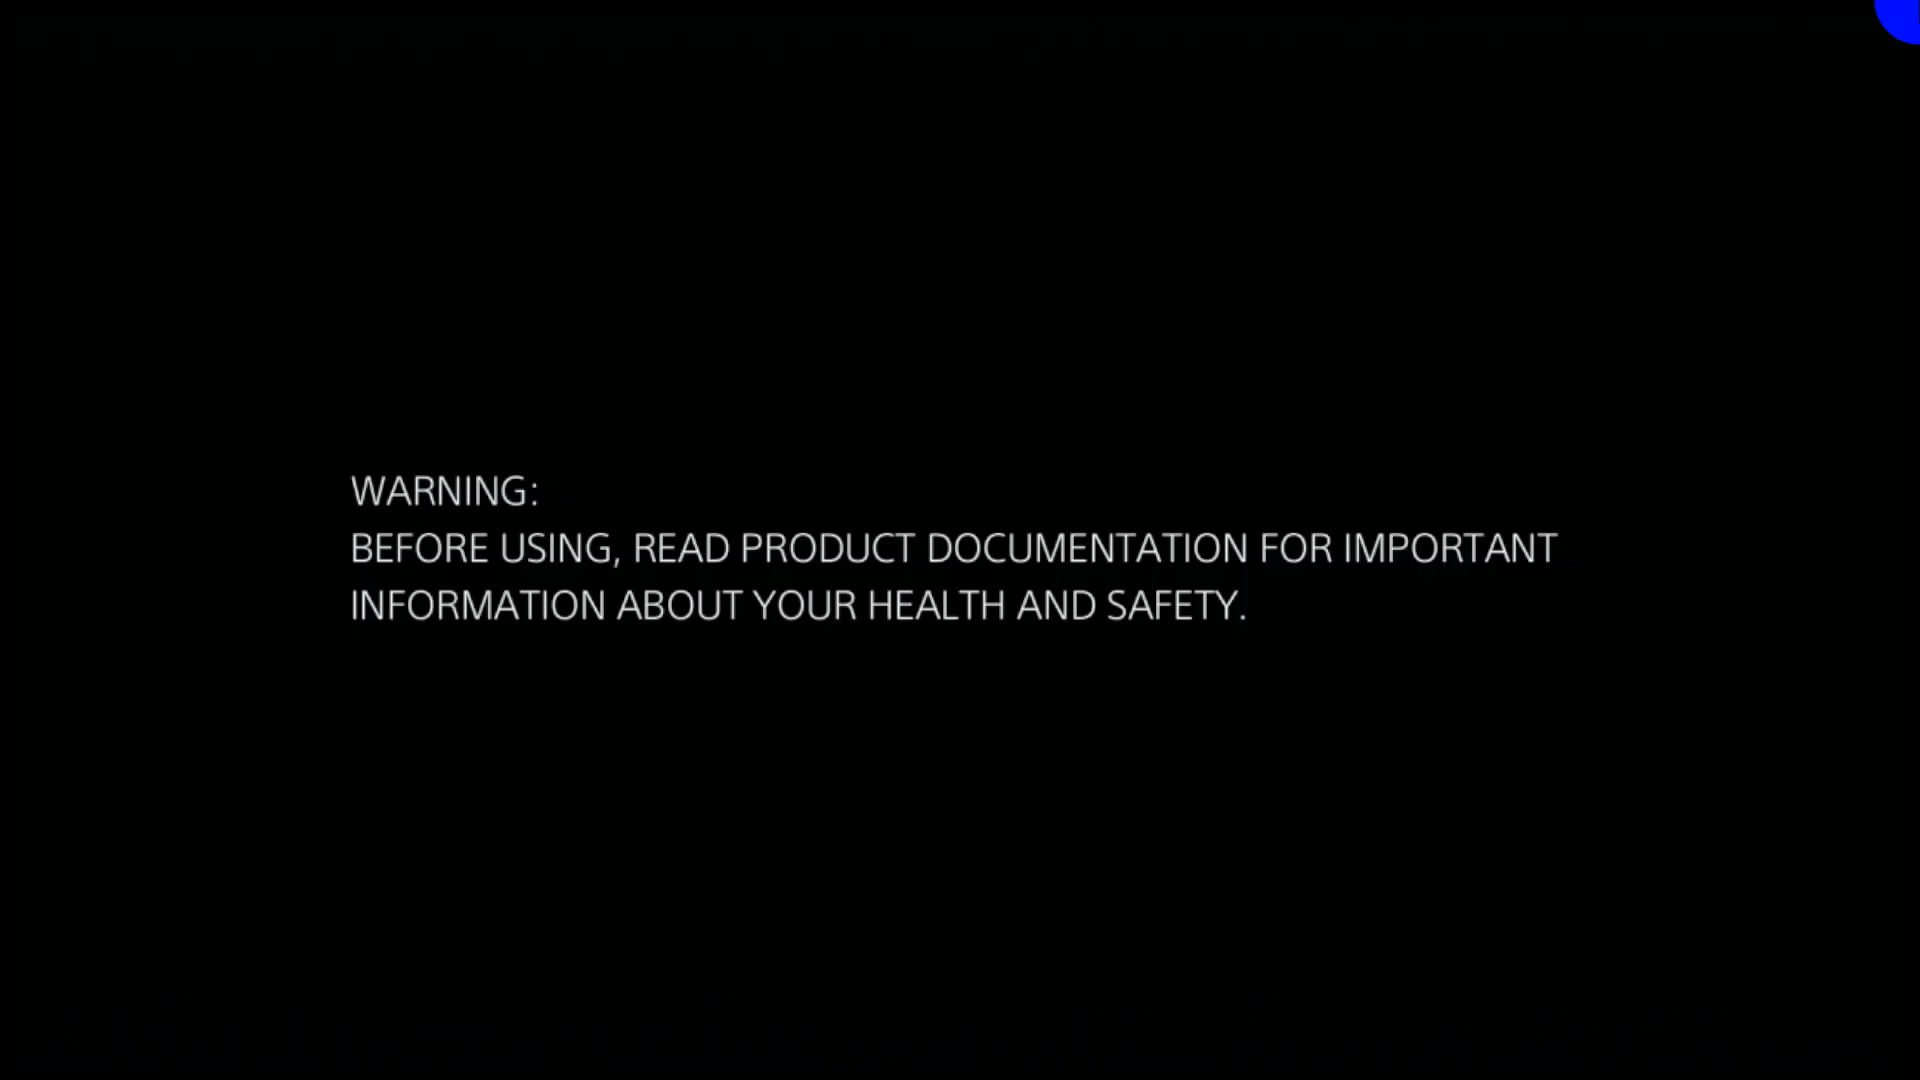 WARNING:
BEFORE USING, READ PRODUCT DOCUMENTATION FOR IMPORTANT
INFORMATION ABOUT YOUR HEALTH AND SAFETY.